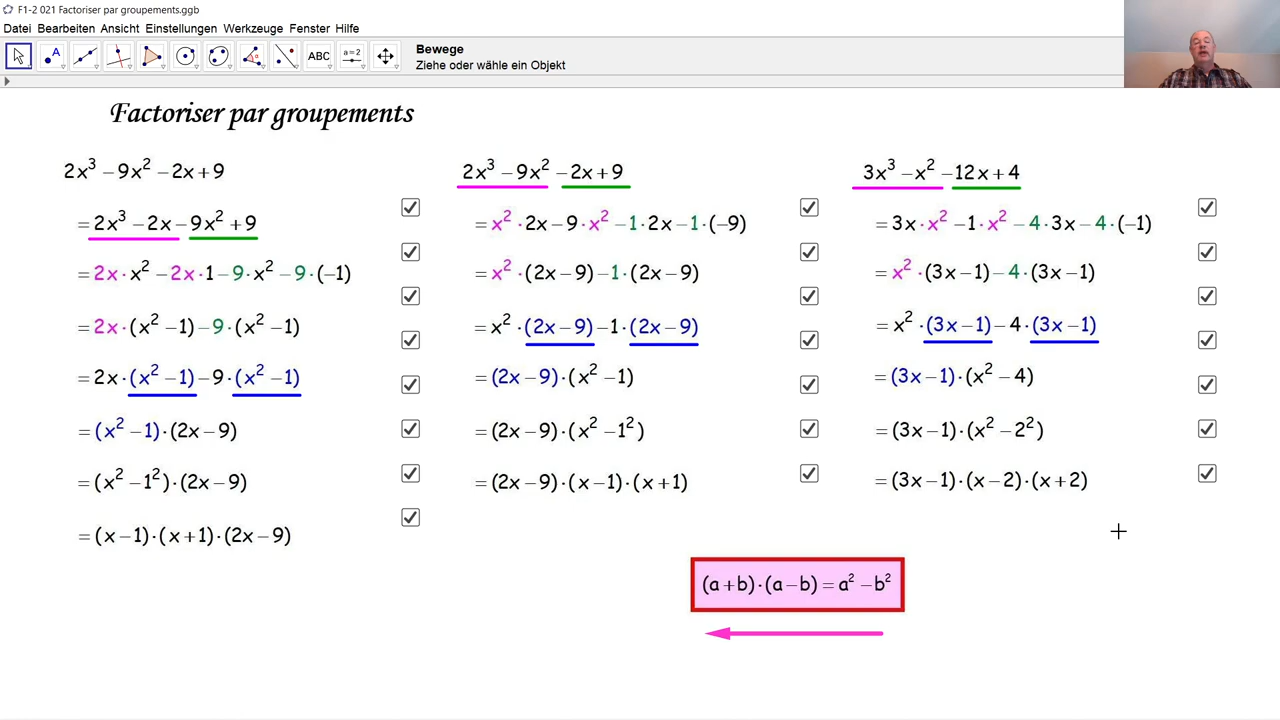 F1-2 021 Factoriser par groupements.ggb
Datei Bearbeiten Ansicht Einstellungen Werkzeuge Fenster Hilfe
A ABC a=2
Bewege
Ziehe oder wähle ein Objekt
Factoriser par groupements
2x³ – 9x² – 2x + 9
= 2x³ – 2x – 9x² + 9
= 2x · x² – 2x · 1 – 9 · x² – 9 · (–1)
= 2x · (x² – 1) – 9 · (x² – 1)
= 2x · (x² – 1) – 9 · (x² – 1)
= (x² – 1) · (2x – 9)
= (x² – 1²) · (2x – 9)
= (x – 1) · (x + 1) · (2x – 9)
2x³ – 9x² – 2x + 9
= x² · 2x – 9 · x² – 1 · 2x – 1 · (–9)
= x² · (2x – 9) – 1 · (2x – 9)
= x² · (2x – 9) – 1 · (2x – 9)
= (2x – 9) · (x² – 1)
= (2x – 9) · (x² – 1²)
= (2x – 9) · (x – 1) · (x + 1)
3x³ – x² – 12x + 4
= 3x · x² – 1 · x² – 4 · 3x – 4 · (–1)
= x² · (3x – 1) – 4 · (3x – 1)
= x² · (3x – 1) – 4 · (3x – 1)
= (3x – 1) · (x² – 4)
= (3x – 1) · (x² – 2²)
= (3x – 1) · (x – 2) · (x + 2)
(a + b) · (a – b) = a² – b²